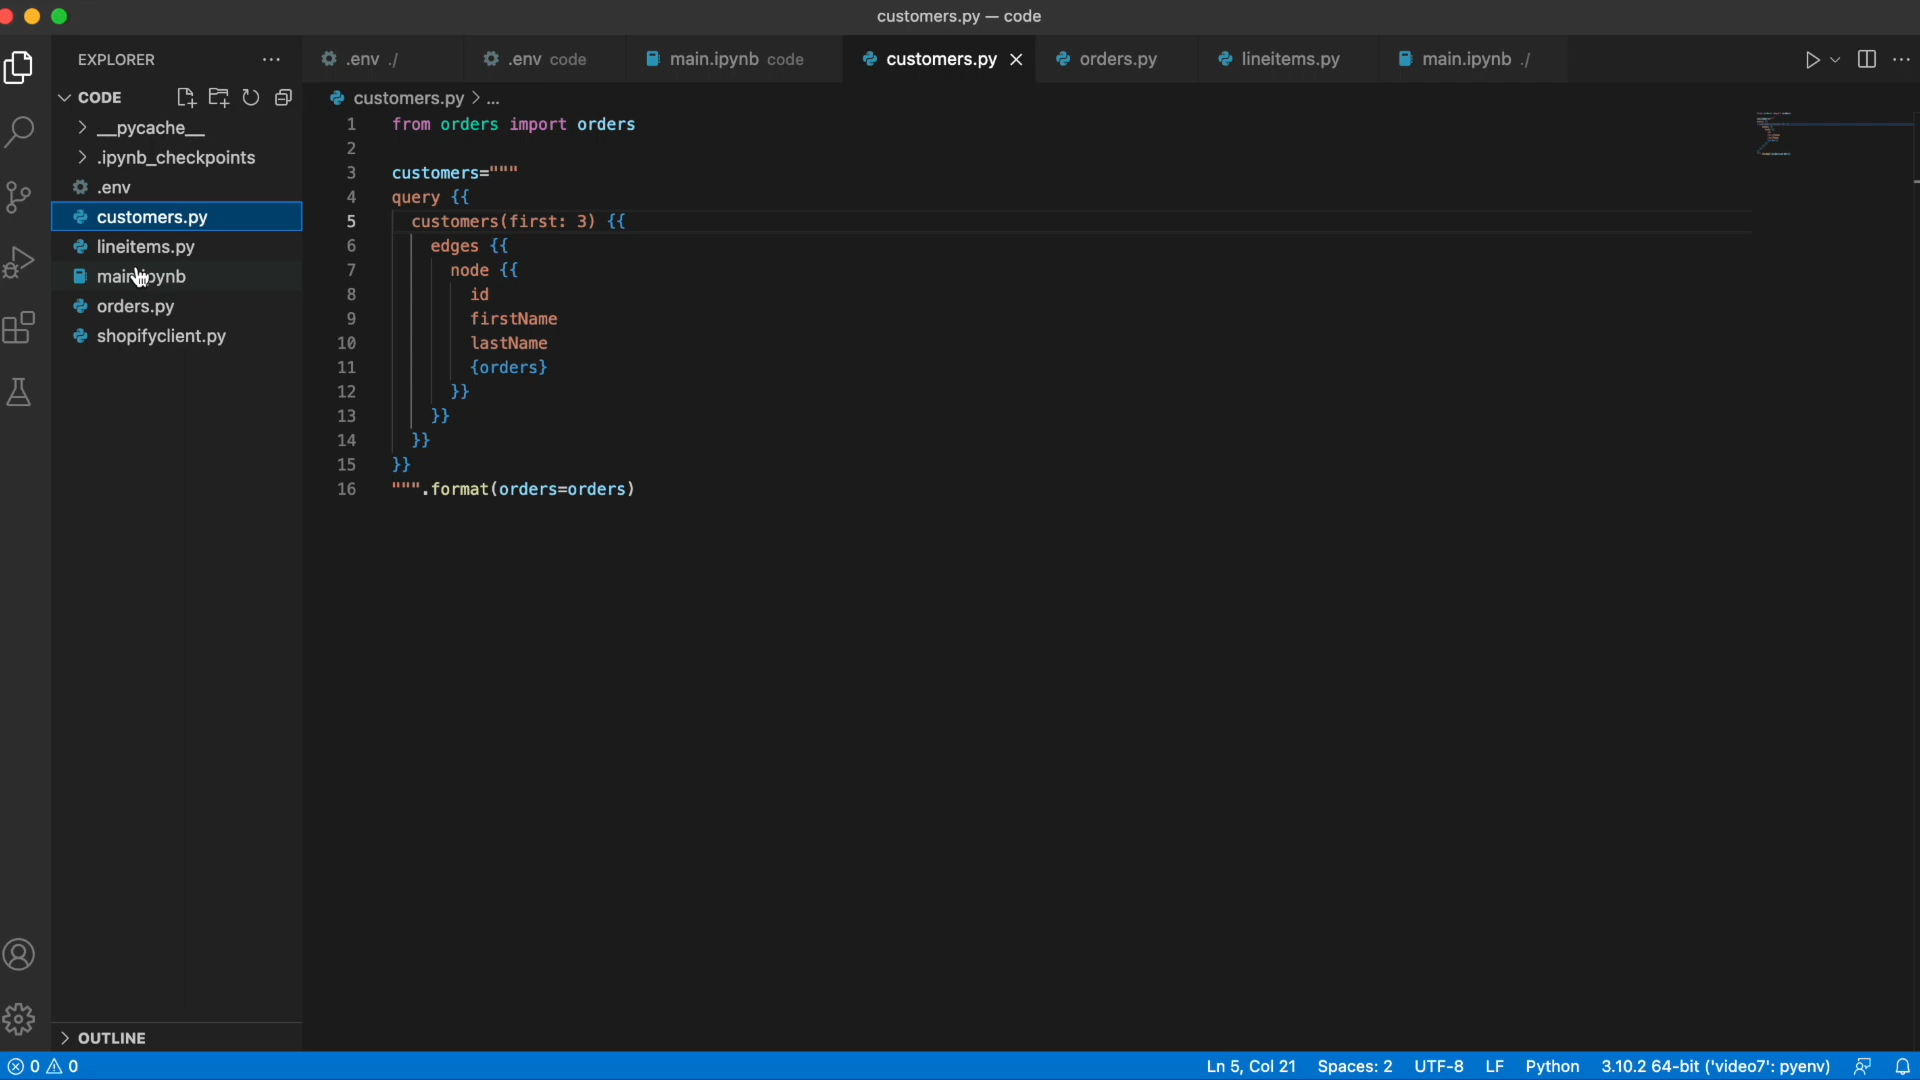 customers.py — code
EXPLORER
.env ./
.env code
main.ipynb code
customers.py
orders.py
lineitems.py
main.ipynb ./
CODE
customers.py > ...
__pycache__
.ipynb_checkpoints
.env
customers.py
lineitems.py
main.ipynb
orders.py
shopifyclient.py
1 from orders import orders
2
3 customers="""
4 query {{
5 customers(first: 3) {{
6 edges {{
7 node {{
8 id
9 firstName
10 lastName
11 {orders}
12 }}
13 }}
14 }}
15 }}
16 """.format(orders=orders)
OUTLINE
0 0
Ln 5, Col 21 Spaces: 2 UTF-8 LF Python 3.10.2 64-bit ('video7': pyenv)